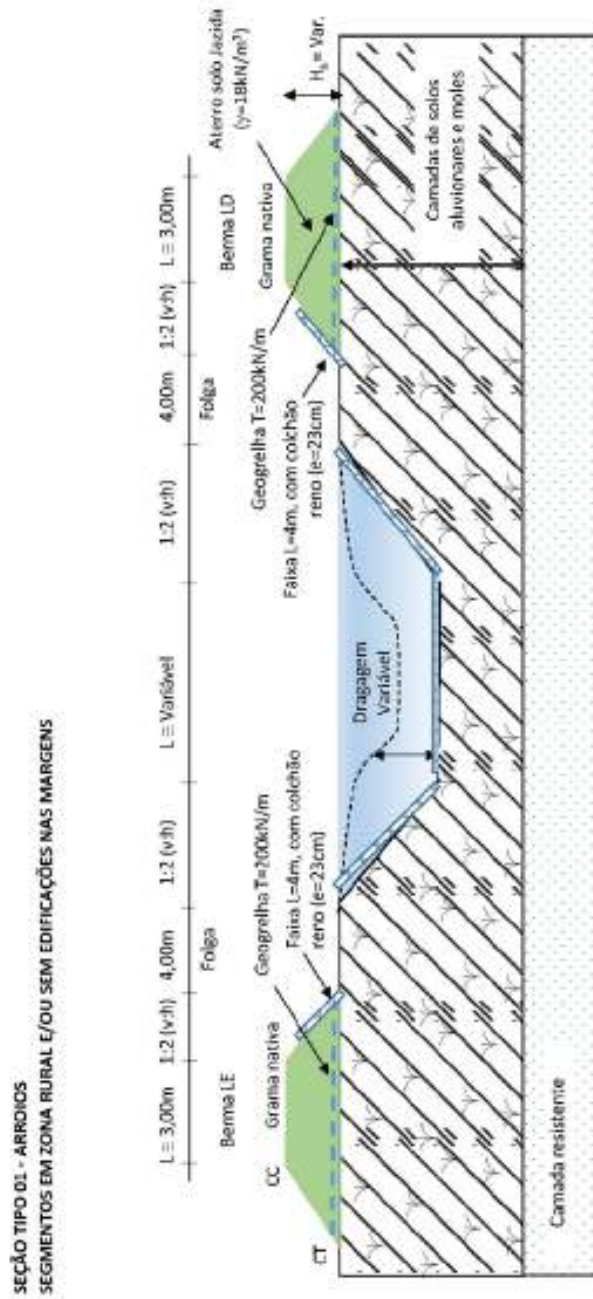 SEÇÃO TIPO 01 - ARROIOS
SEGMENTOS EM ZONA RURAL E/OU SEM EDIFICAÇÕES NAS MARGENS
L = 3,00m
1:2 (v:h)
4,00m
1:2 (v:h)
L = Variável
1:2 (v:h)
4,00m
1:2 (v:h)
L = 3,00m
Berma LE
Folga
Folga
Berma LD
Aterro solo Jazida
(γ=18kN/m³)
CT
CC
Grama nativa
Geogrelha T=200kN/m
Faixa L=4m, com colchão
reno (e=23cm)
Dragagem
Variável
Geogrelha T=200kN/m
Faixa L=4m, com colchão
reno (e=23cm)
Grama nativa
= Var.
Camadas de solos
aluvionares e moles
Camada resistente